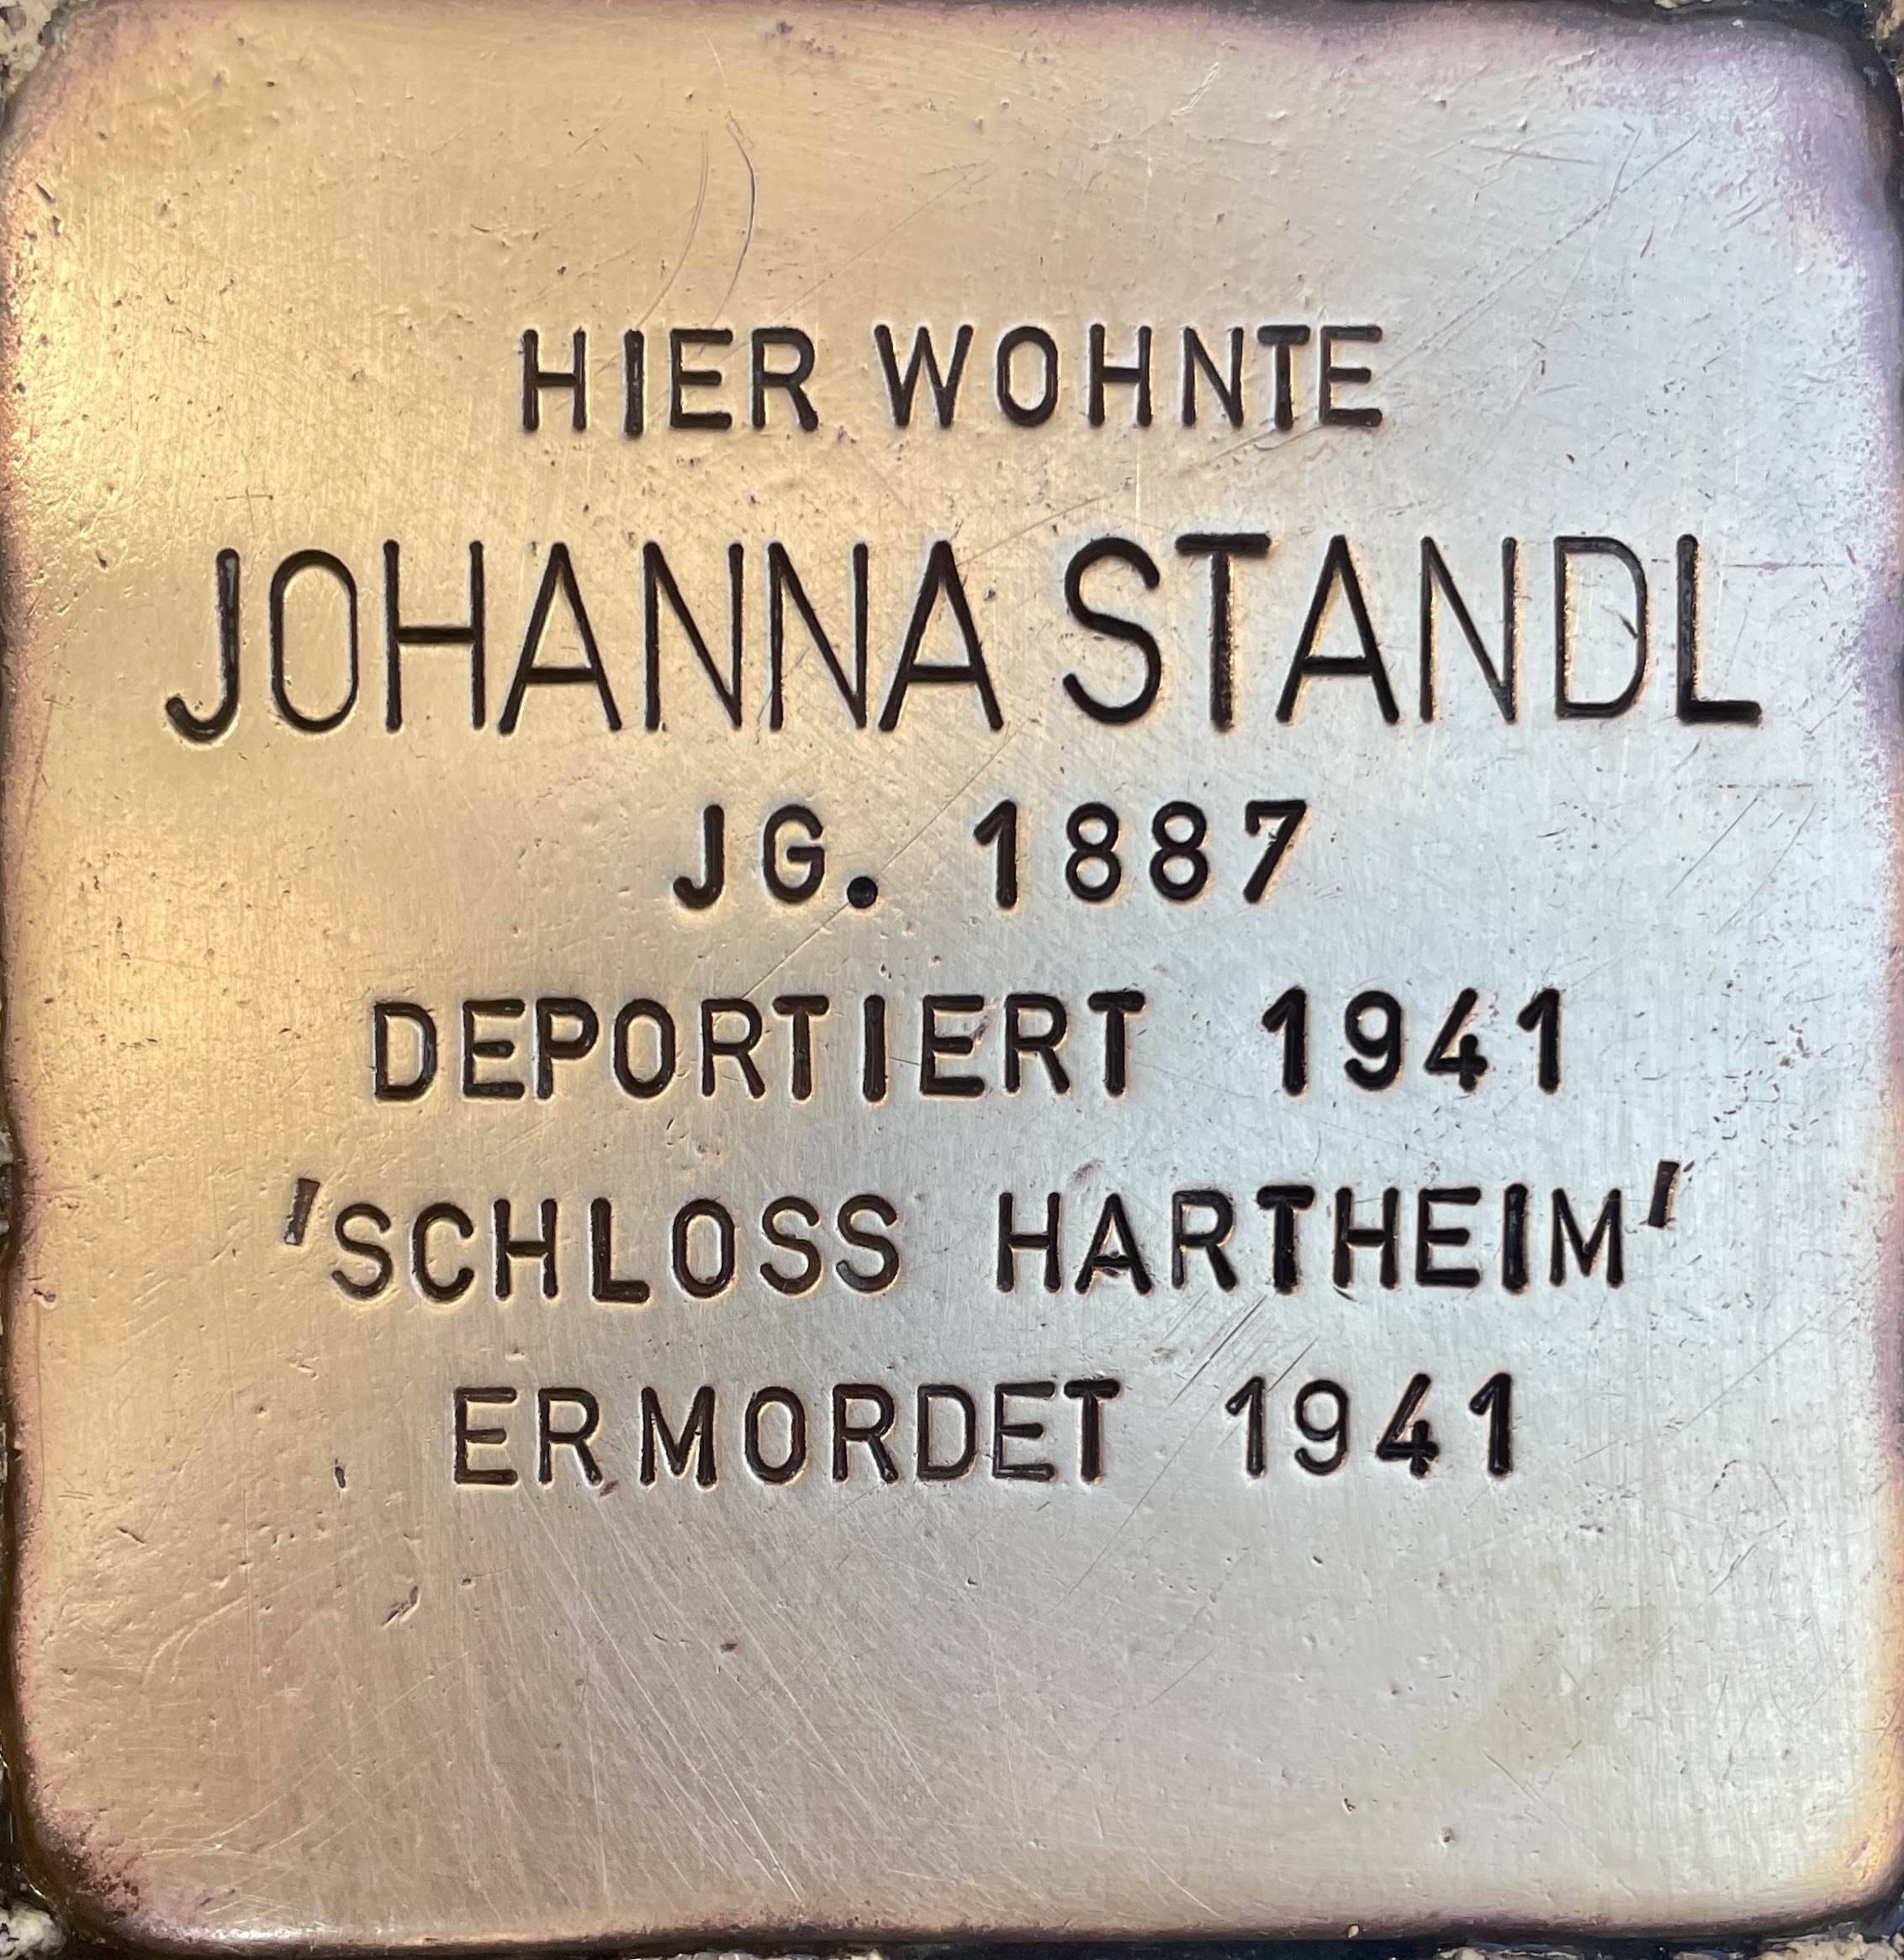 HIER WOHNTE
JOHANNA STANDL
JG. 1887
DEPORTIERT 1941
'SCHLOSS HARTHEIM'
ERMORDET 1941